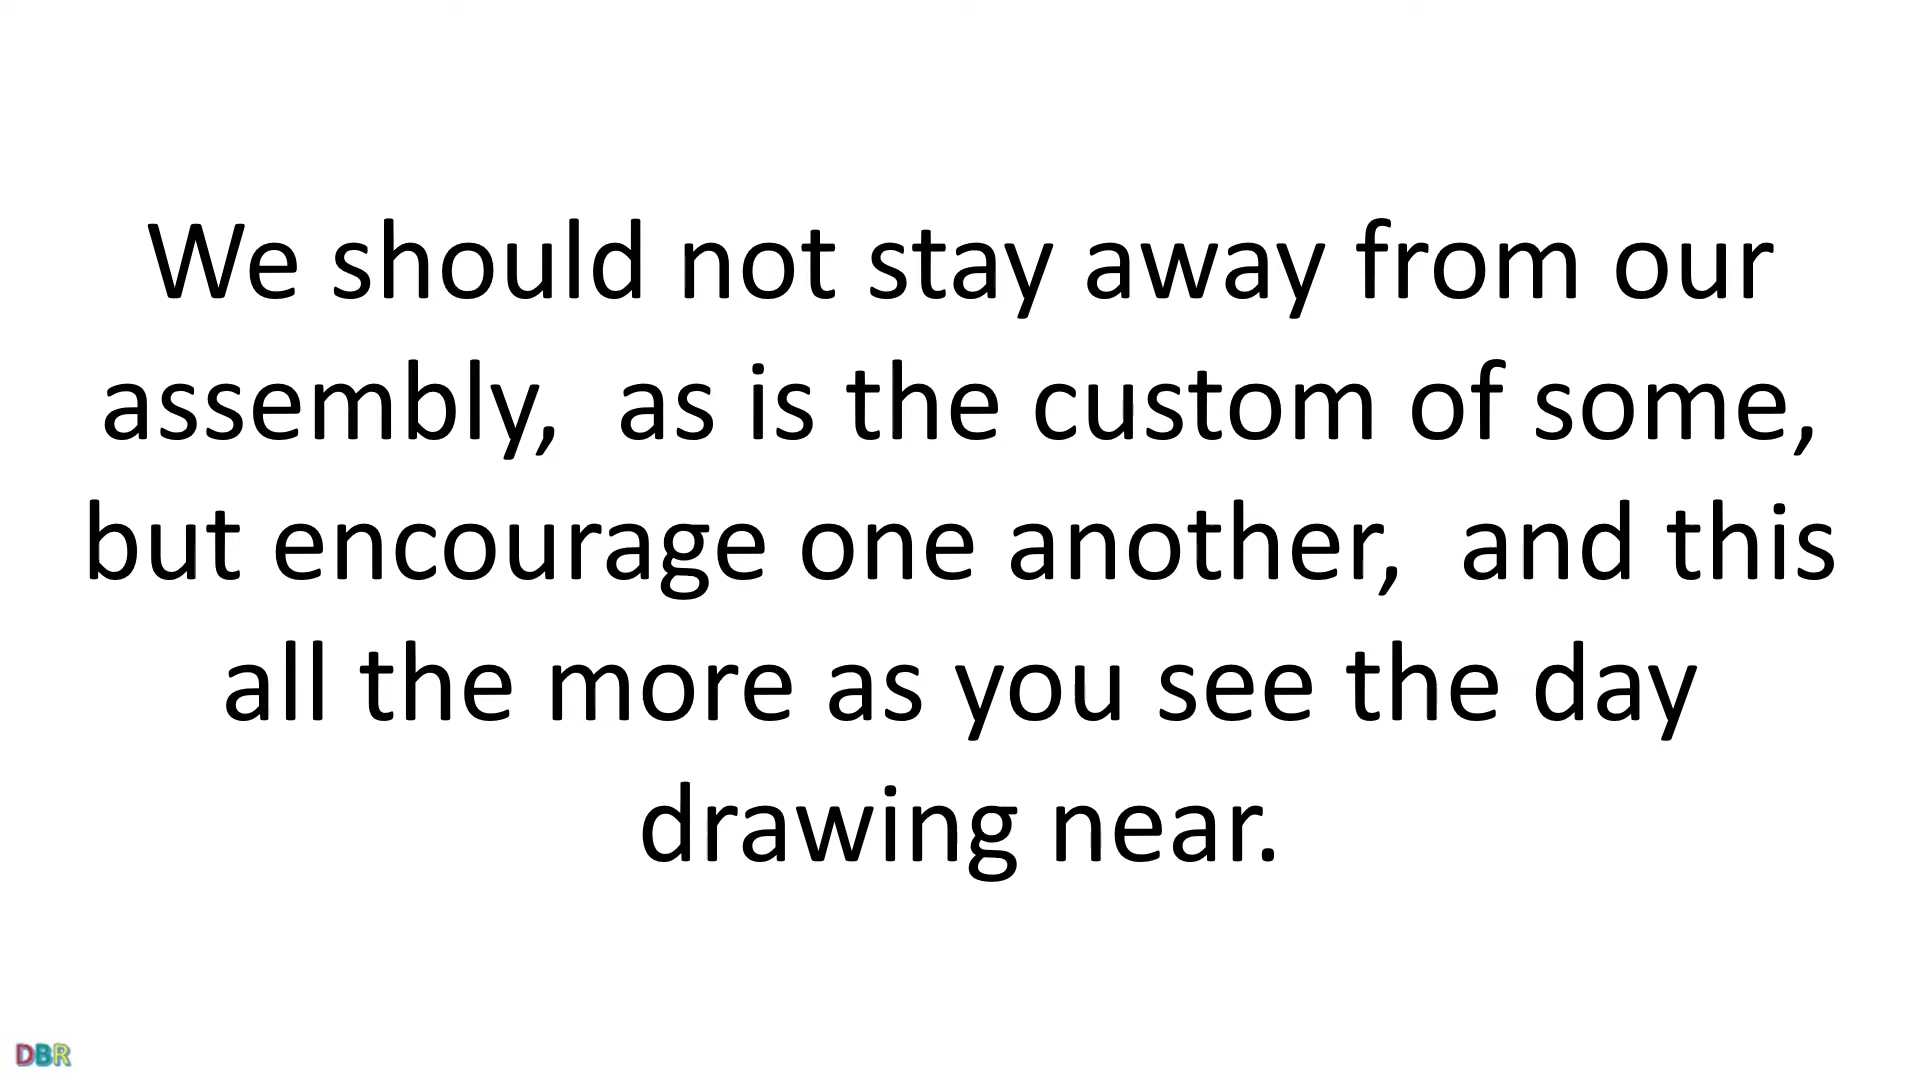 We should not stay away from our
assembly,  as is the custom of some,
but encourage one another,  and this
all the more as you see the day
drawing near.
DBR